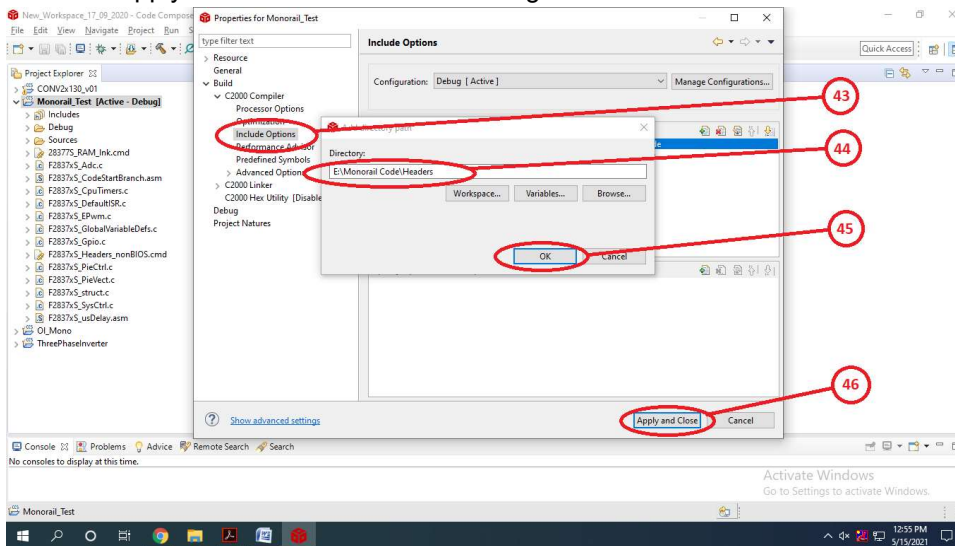 New_Workspace_17_09_2020 - Code Compose
File Edit View Navigate Project Run S
Quick Access
Project Explorer
CONV2x130_v01
Monorail_Test [Active - Debug]
Includes
Debug
Sources
28377S_RAM_lnk.cmd
F2837xS_Adc.c
F2837xS_CodeStartBranch.asm
F2837xS_CpuTimers.c
F2837xS_DefaultISR.c
F2837xS_EPwm.c
F2837xS_GlobalVariableDefs.c
F2837xS_Gpio.c
F2837xS_Headers_nonBIOS.cmd
F2837xS_PieCtrl.c
F2837xS_PieVect.c
F2837xS_struct.c
F2837xS_SysCtrl.c
F2837xS_usDelay.asm
OI_Mono
ThreePhaseInverter
Properties for Monorail_Test
type filter text
Resource
General
Build
C2000 Compiler
Processor Options
Optimization
Include Options
Performance Advisor
Predefined Symbols
Advanced Options
C2000 Linker
C2000 Hex Utility [Disable
Debug
Project Natures
Include Options
Configuration: Debug [ Active ]
Manage Configurations...
directory path
Directory:
E:\Monorail Code\Headers
Workspace... Variables... Browse...
OK Cancel
43
44
45
46
Show advanced settings
Apply and Close Cancel
Console Problems Advice Remote Search Search
No consoles to display at this time.
Activate Windows
Go to Settings to activate Windows.
Monorail_Test
12:55 PM
5/15/2021